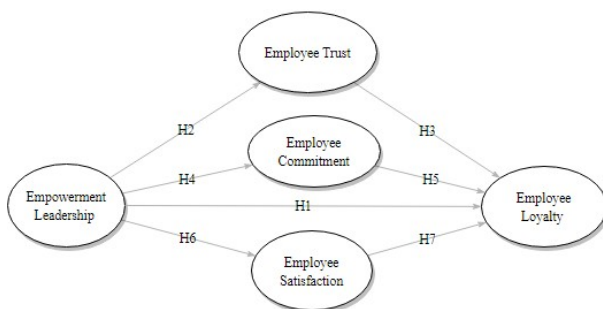 Employee Trust
H2
H3
Employee
Commitment
H4
H5
Empowerment
Leadership
H1
Employee
Loyalty
H6
H7
Employee
Satisfaction